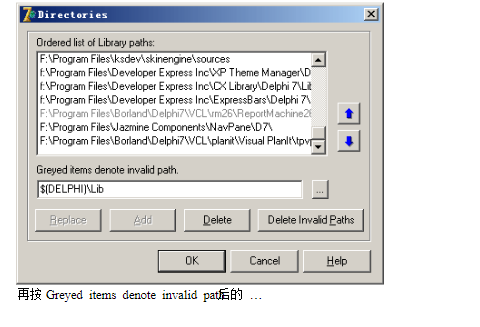 Directories
Ordered list of Library paths:
F:\Program Files\ksdev\skinengine\sources
f:\Program Files\Developer Express Inc\XP Theme Manager\D
f:\Program Files\Developer Express Inc\CX Library\Delphi 7\Lib
f:\Program Files\Developer Express Inc\ExpressBars\Delphi 7\
F:\Program Files\Borland\Delphi7\VCL\rm26\ReportMachine26
F:\Program Files\Jazmine Components\NavPane\D7\
F:\Program Files\Borland\Delphi7\VCL\planit\Visual PlanIt\tpvp
Greyed items denote invalid path.
$(DELPHI)\Lib
...
Replace Add Delete Delete Invalid Paths
OK Cancel Help
再按 Greyed items denote invalid path后的 …